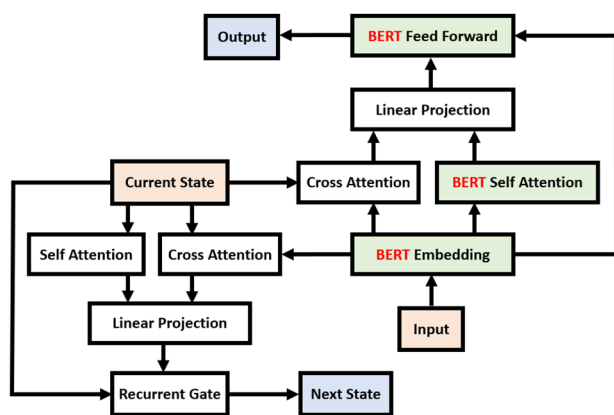 Output
BERT Feed Forward
Linear Projection
Current State
Cross Attention
BERT Self Attention
Self Attention
Cross Attention
BERT Embedding
Linear Projection
Input
Recurrent Gate
Next State